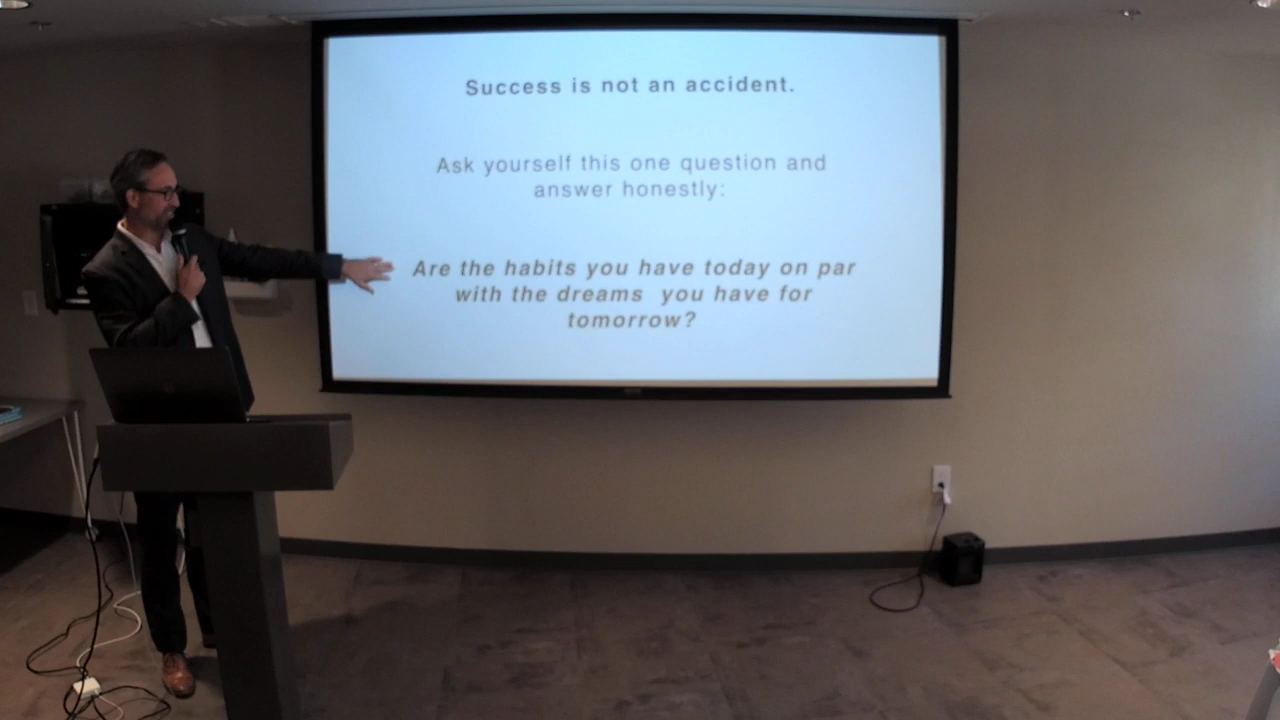 Success is not an accident.
Ask yourself this one question and
answer honestly:
Are the habits you have today on par
with the dreams  you have for
tomorrow?